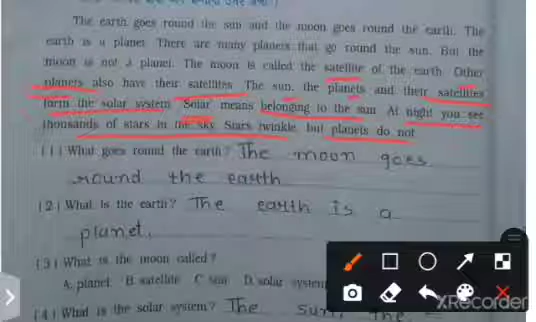 The earth goes round the sun and the moon goes round the earth. The
earth is a planet. There are many planets that go round the sun. But the
moon is not a planet. The moon is called the satellite of the earth. Other
planets also have their satellites. The sun, the planets and their satellites
form the solar system. Solar means belonging to the sun. At night you see
thousands of stars in the sky. Stars twinkle but planets do not.
(1) What goes round the earth? The moon goes
round the earth
(2) What is the earth? The earth is a
planet.
(3) What is the moon called?
A. planet B. satellite C. sun D. solar system
(4) What is the solar system? The sun, the
XRecorder